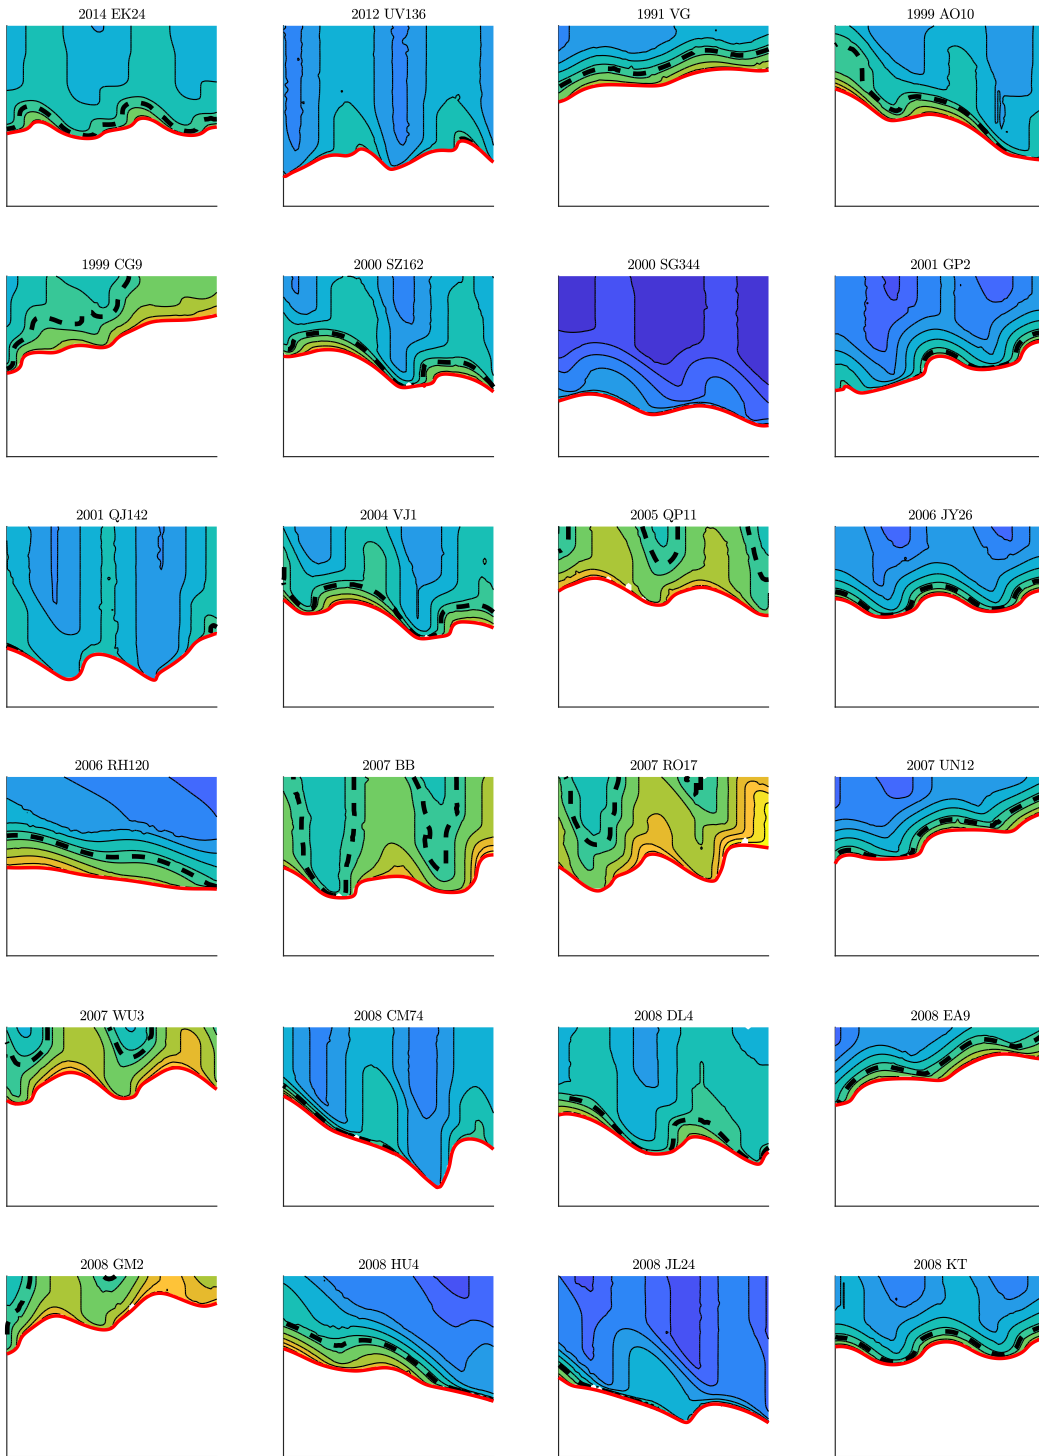 2014 EK24 2012 UV136 1991 VG 1999 AO10
1999 CG9 2000 SZ162 2000 SG344 2001 GP2
2001 QJ142 2004 VJ1 2005 QP11 2006 JY26
2006 RH120 2007 BB 2007 RO17 2007 UN12
2007 WU3 2008 CM74 2008 DL4 2008 EA9
2008 GM2 2008 HU4 2008 JL24 2008 KT